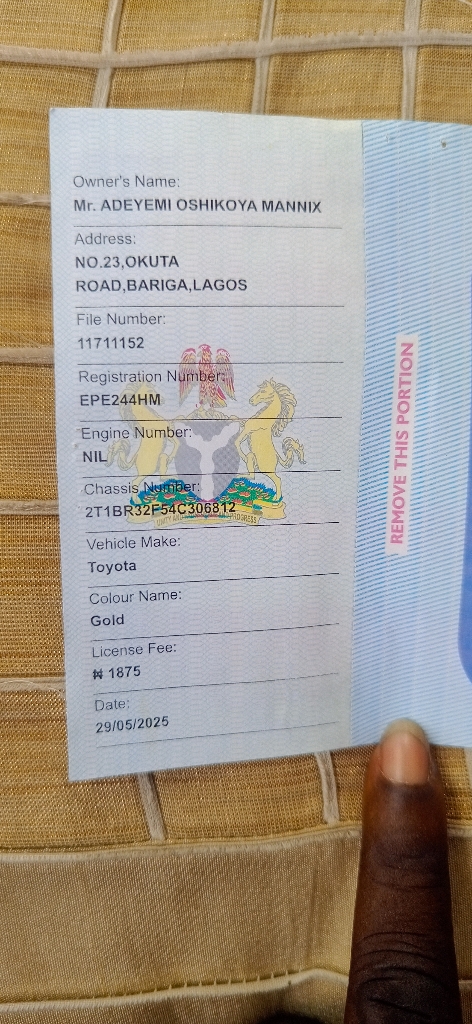 Owner's Name:
Mr. ADEYEMI OSHIKOYA MANNIX
Address:
NO.23,OKUTA
ROAD,BARIGA,LAGOS
File Number:
11711152
Registration Number:
EPE244HM
Engine Number:
NIL
Chassis Number:
2T1BR32F54C306812
Vehicle Make:
Toyota
Colour Name:
Gold
License Fee:
₦ 1875
Date:
29/05/2025
REMOVE THIS PORTION